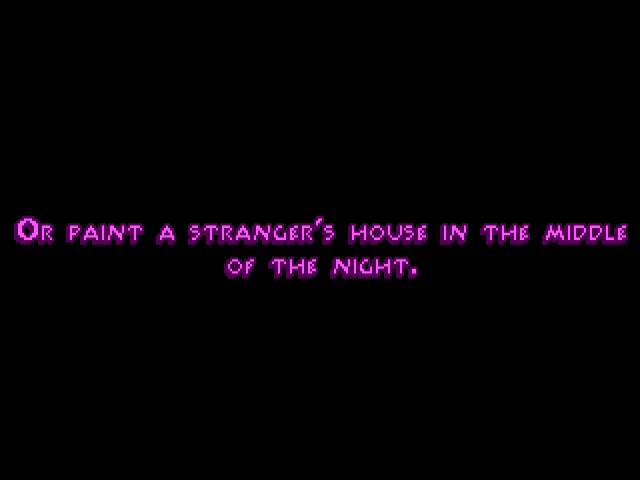 Or paint a stranger's house in the middle
of the night.